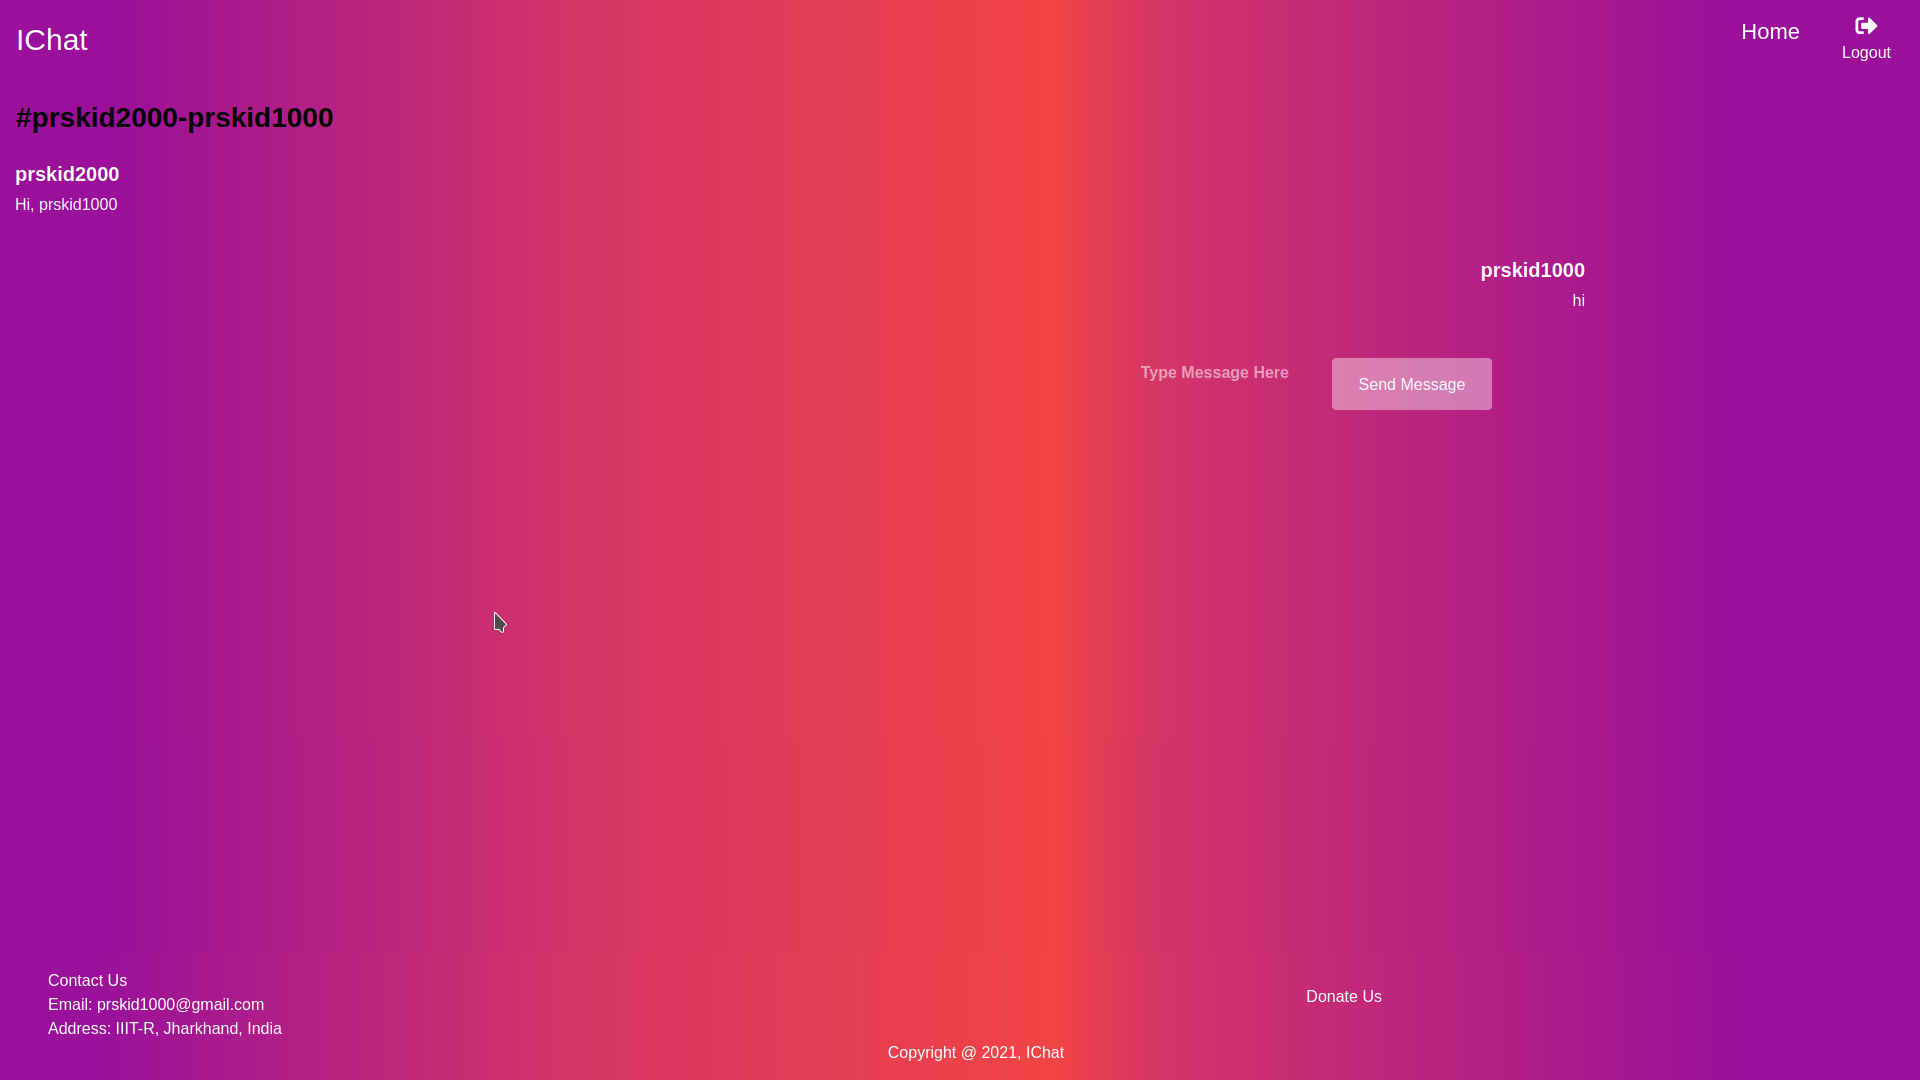 IChat
Home
Logout
#prskid2000-prskid1000
prskid2000
Hi, prskid1000
prskid1000
hi
Type Message Here
Send Message
Contact Us
Email: prskid1000@gmail.com
Address: IIIT-R, Jharkhand, India
Donate Us
Copyright @ 2021, IChat